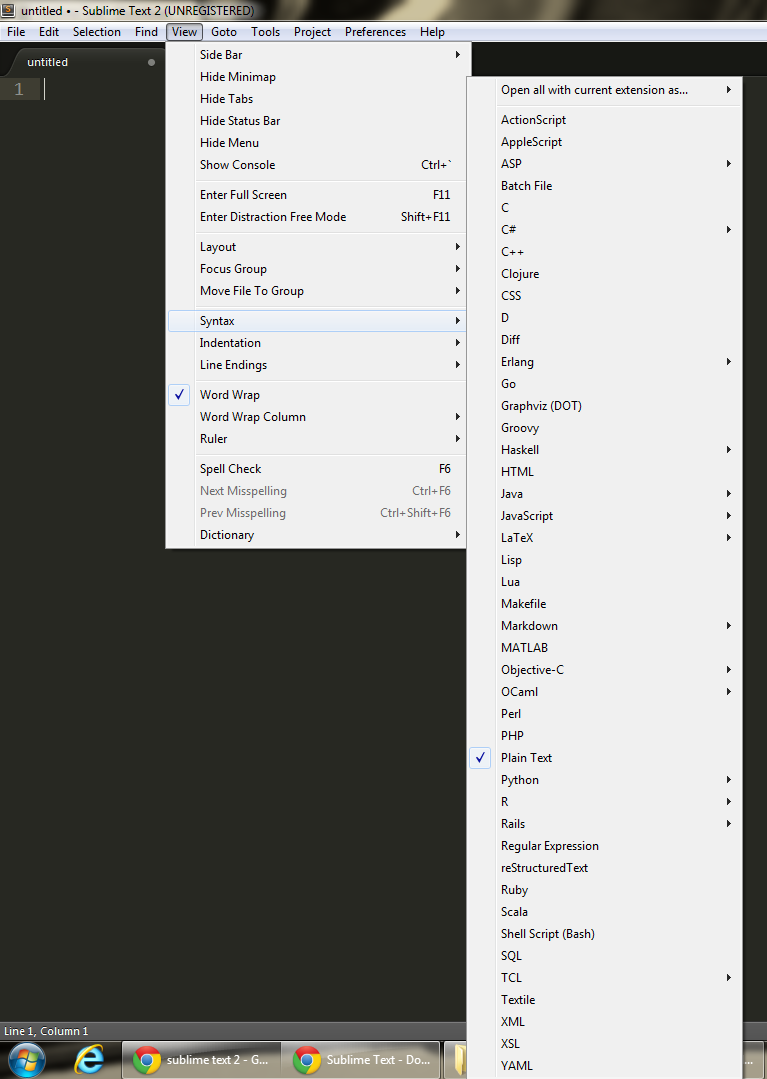 untitled • - Sublime Text 2 (UNREGISTERED)
File Edit Selection Find View Goto Tools Project Preferences Help
untitled
1
Side Bar
Hide Minimap
Hide Tabs
Hide Status Bar
Hide Menu
Show Console Ctrl+`
Enter Full Screen F11
Enter Distraction Free Mode Shift+F11
Layout
Focus Group
Move File To Group
Syntax
Indentation
Line Endings
Word Wrap
Word Wrap Column
Ruler
Spell Check F6
Next Misspelling Ctrl+F6
Prev Misspelling Ctrl+Shift+F6
Dictionary
Open all with current extension as...
ActionScript
AppleScript
ASP
Batch File
C
C#
C++
Clojure
CSS
D
Diff
Erlang
Go
Graphviz (DOT)
Groovy
Haskell
HTML
Java
JavaScript
LaTeX
Lisp
Lua
Makefile
Markdown
MATLAB
Objective-C
OCaml
Perl
PHP
Plain Text
Python
R
Rails
Regular Expression
reStructuredText
Ruby
Scala
Shell Script (Bash)
SQL
TCL
Textile
XML
XSL
YAML
Line 1, Column 1
sublime text 2 - G... Sublime Text - Do...